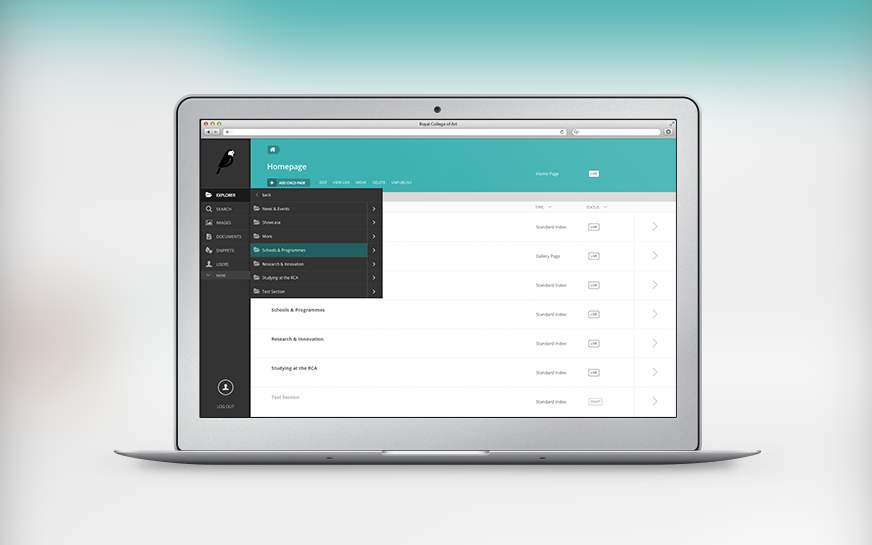 Royal College of Art
Homepage
Home Page LIVE
ADD CHILD PAGE EDIT VIEW LIVE MOVE DELETE UNPUBLISH
EXPLORER
SEARCH
IMAGES
DOCUMENTS
SNIPPETS
USERS
MORE
Back
News & Events
Showcase
More
Schools & Programmes
Research & Innovation
Studying at the RCA
Test Section
TYPE STATUS
Standard Index LIVE
Gallery Page LIVE
Standard Index LIVE
Schools & Programmes Standard Index LIVE
Research & Innovation Standard Index LIVE
Studying at the RCA Standard Index LIVE
Test Section Standard Index DRAFT
LOG OUT